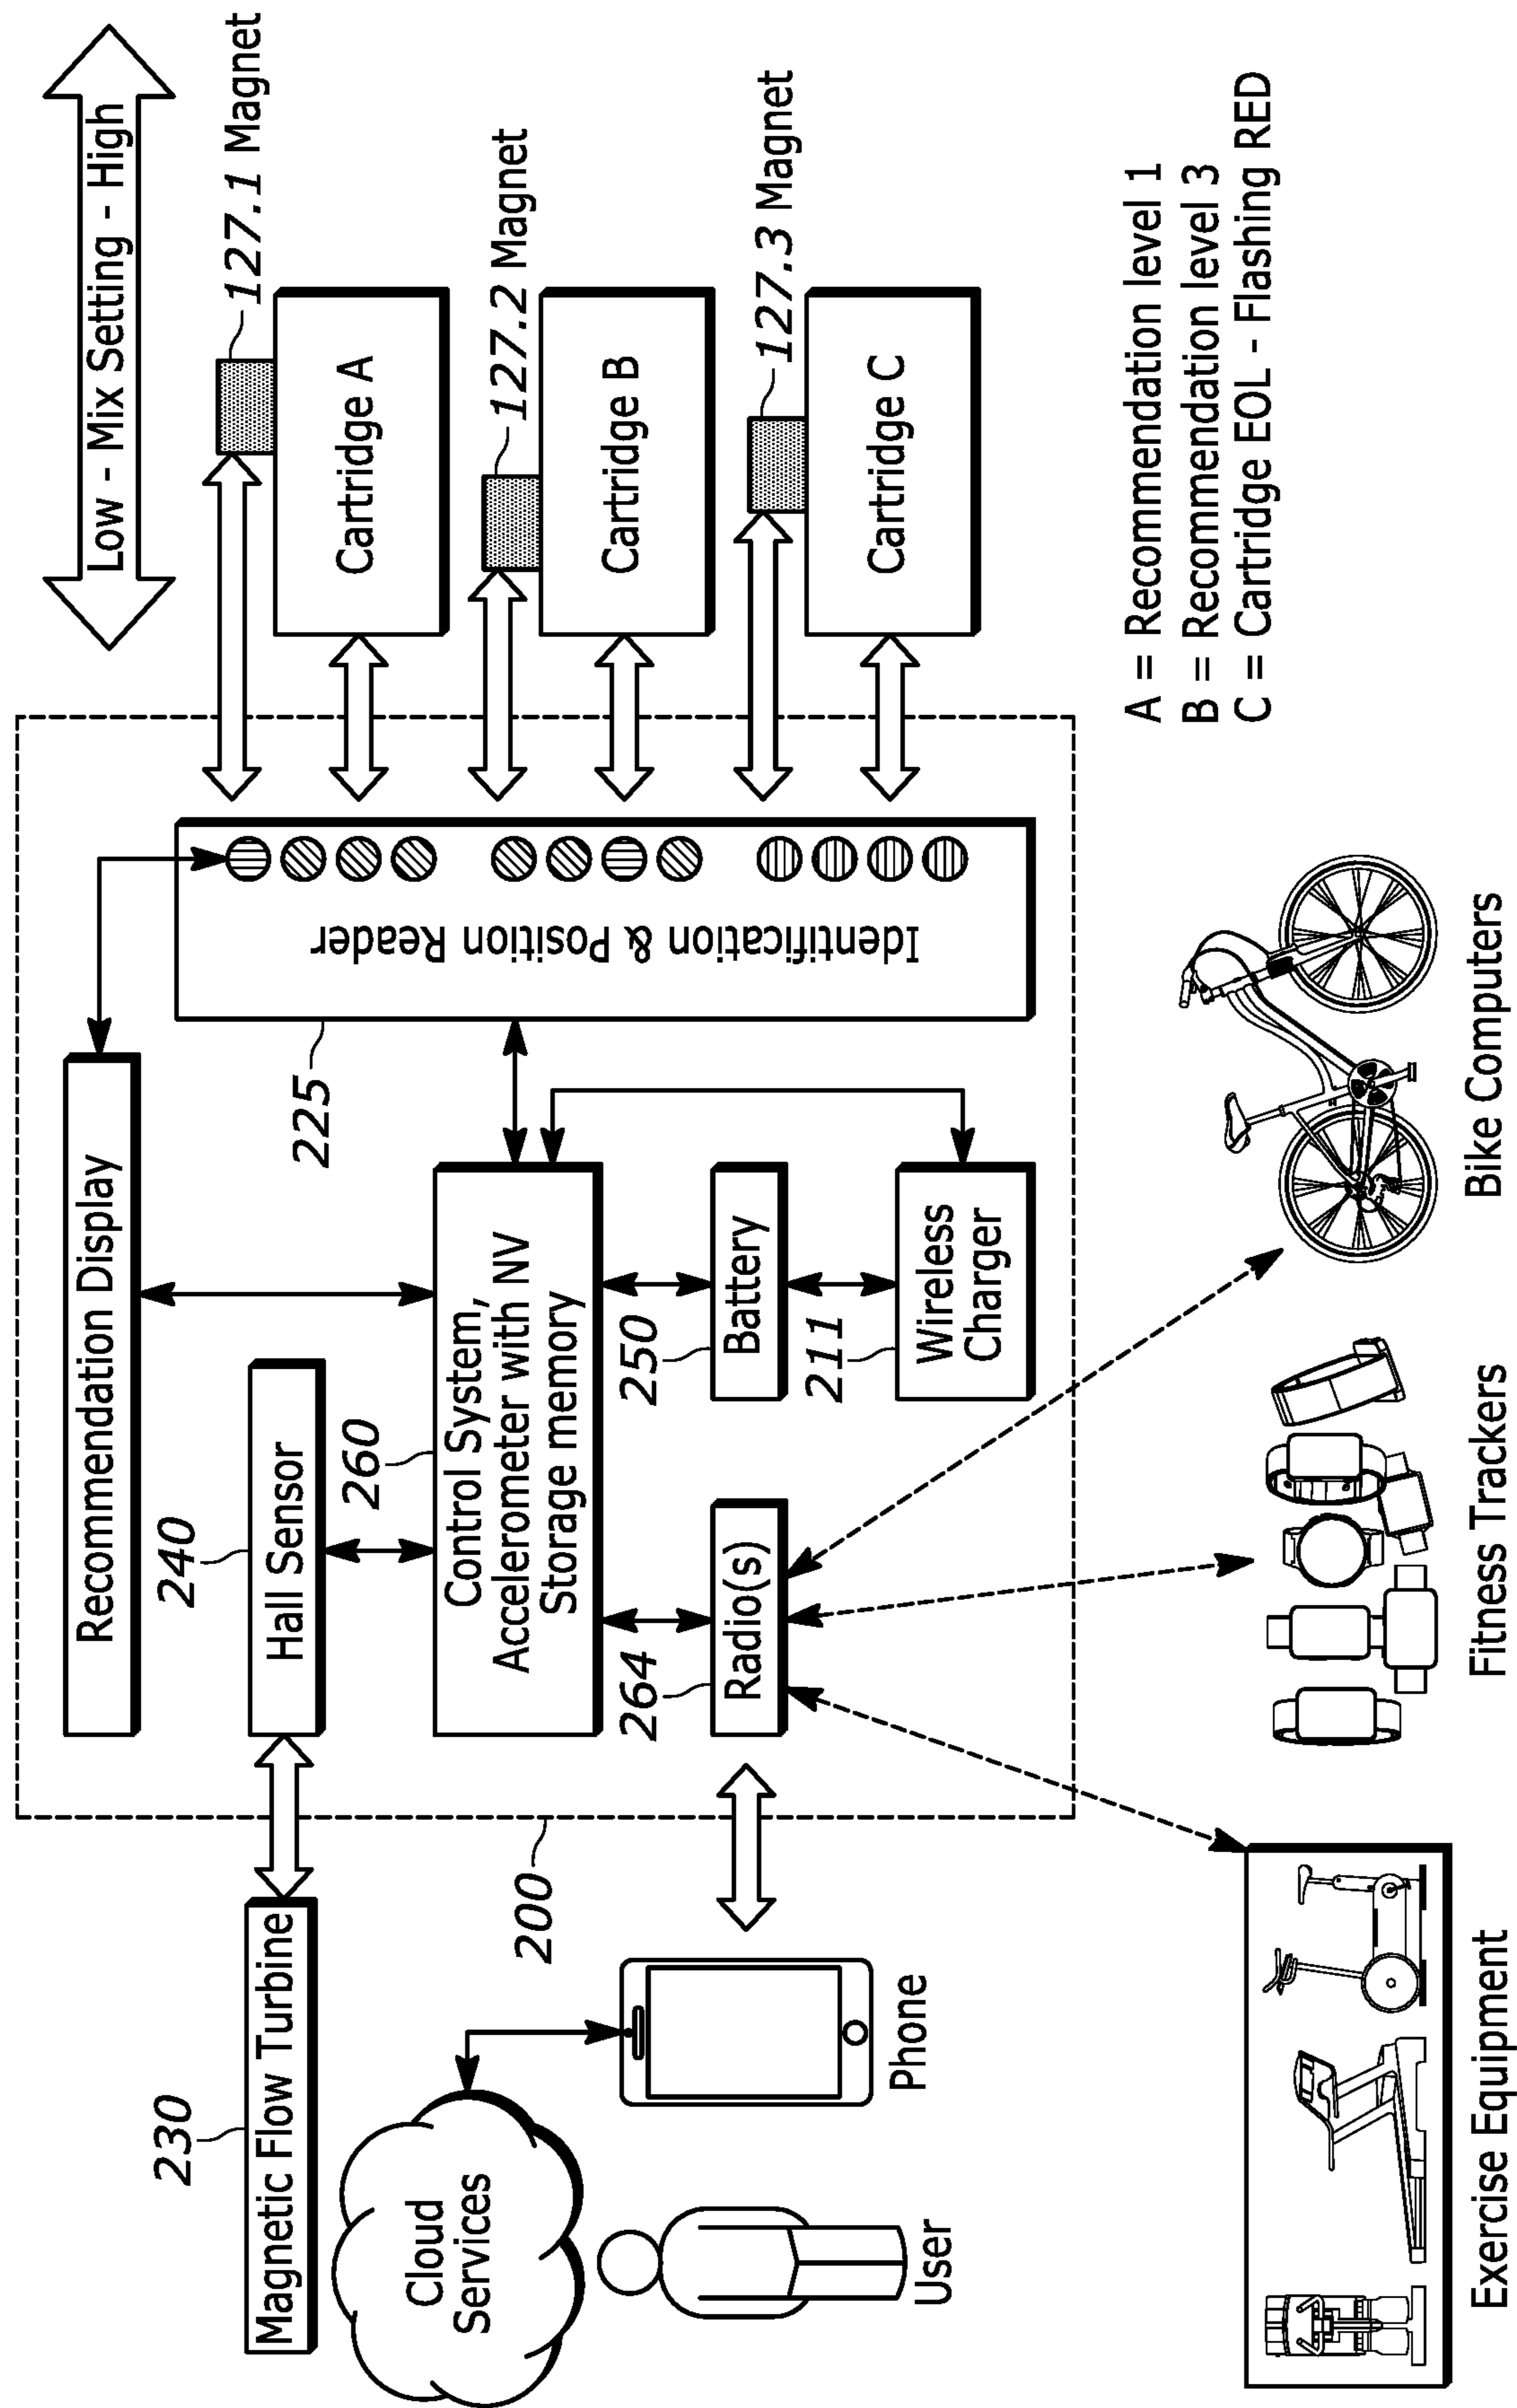 Low - Mix Setting - High
230
Magnetic Flow Turbine
240
Hall Sensor
Recommendation Display
225
Identification & Position Reader
127.1 Magnet
Cartridge A
127.2 Magnet
Cartridge B
127.3 Magnet
Cartridge C
260
Control System,
Accelerometer with NV
Storage memory
250
Battery
211
Wireless
Charger
264
Radio(s)
200
Cloud
Services
Phone
User
A = Recommendation level 1
B = Recommendation level 3
C = Cartridge EOL - Flashing RED
Exercise Equipment
Fitness Trackers
Bike Computers